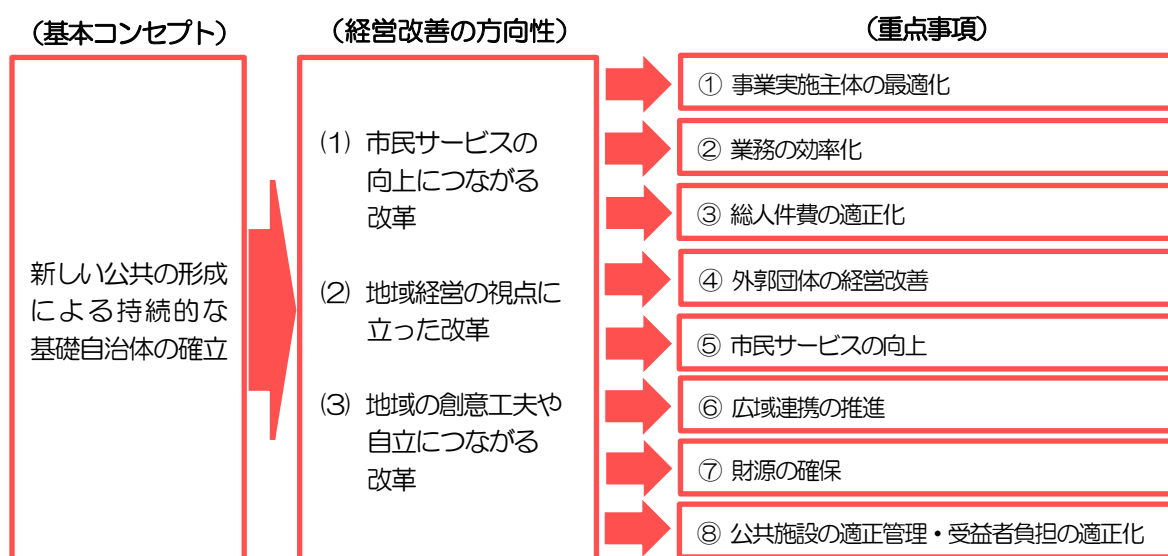 （基本コンセプト）
新しい公共の形成
による持続的な
基礎自治体の確立
（経営改善の方向性）
⑴ 市民サービスの
向上につながる
改革
⑵ 地域経営の視点に
立った改革
⑶ 地域の創意工夫や
自立につながる
改革
（重点事項）
① 事業実施主体の最適化
② 業務の効率化
③ 総人件費の適正化
④ 外郭団体の経営改善
⑤ 市民サービスの向上
⑥ 広域連携の推進
⑦ 財源の確保
⑧ 公共施設の適正管理・受益者負担の適正化